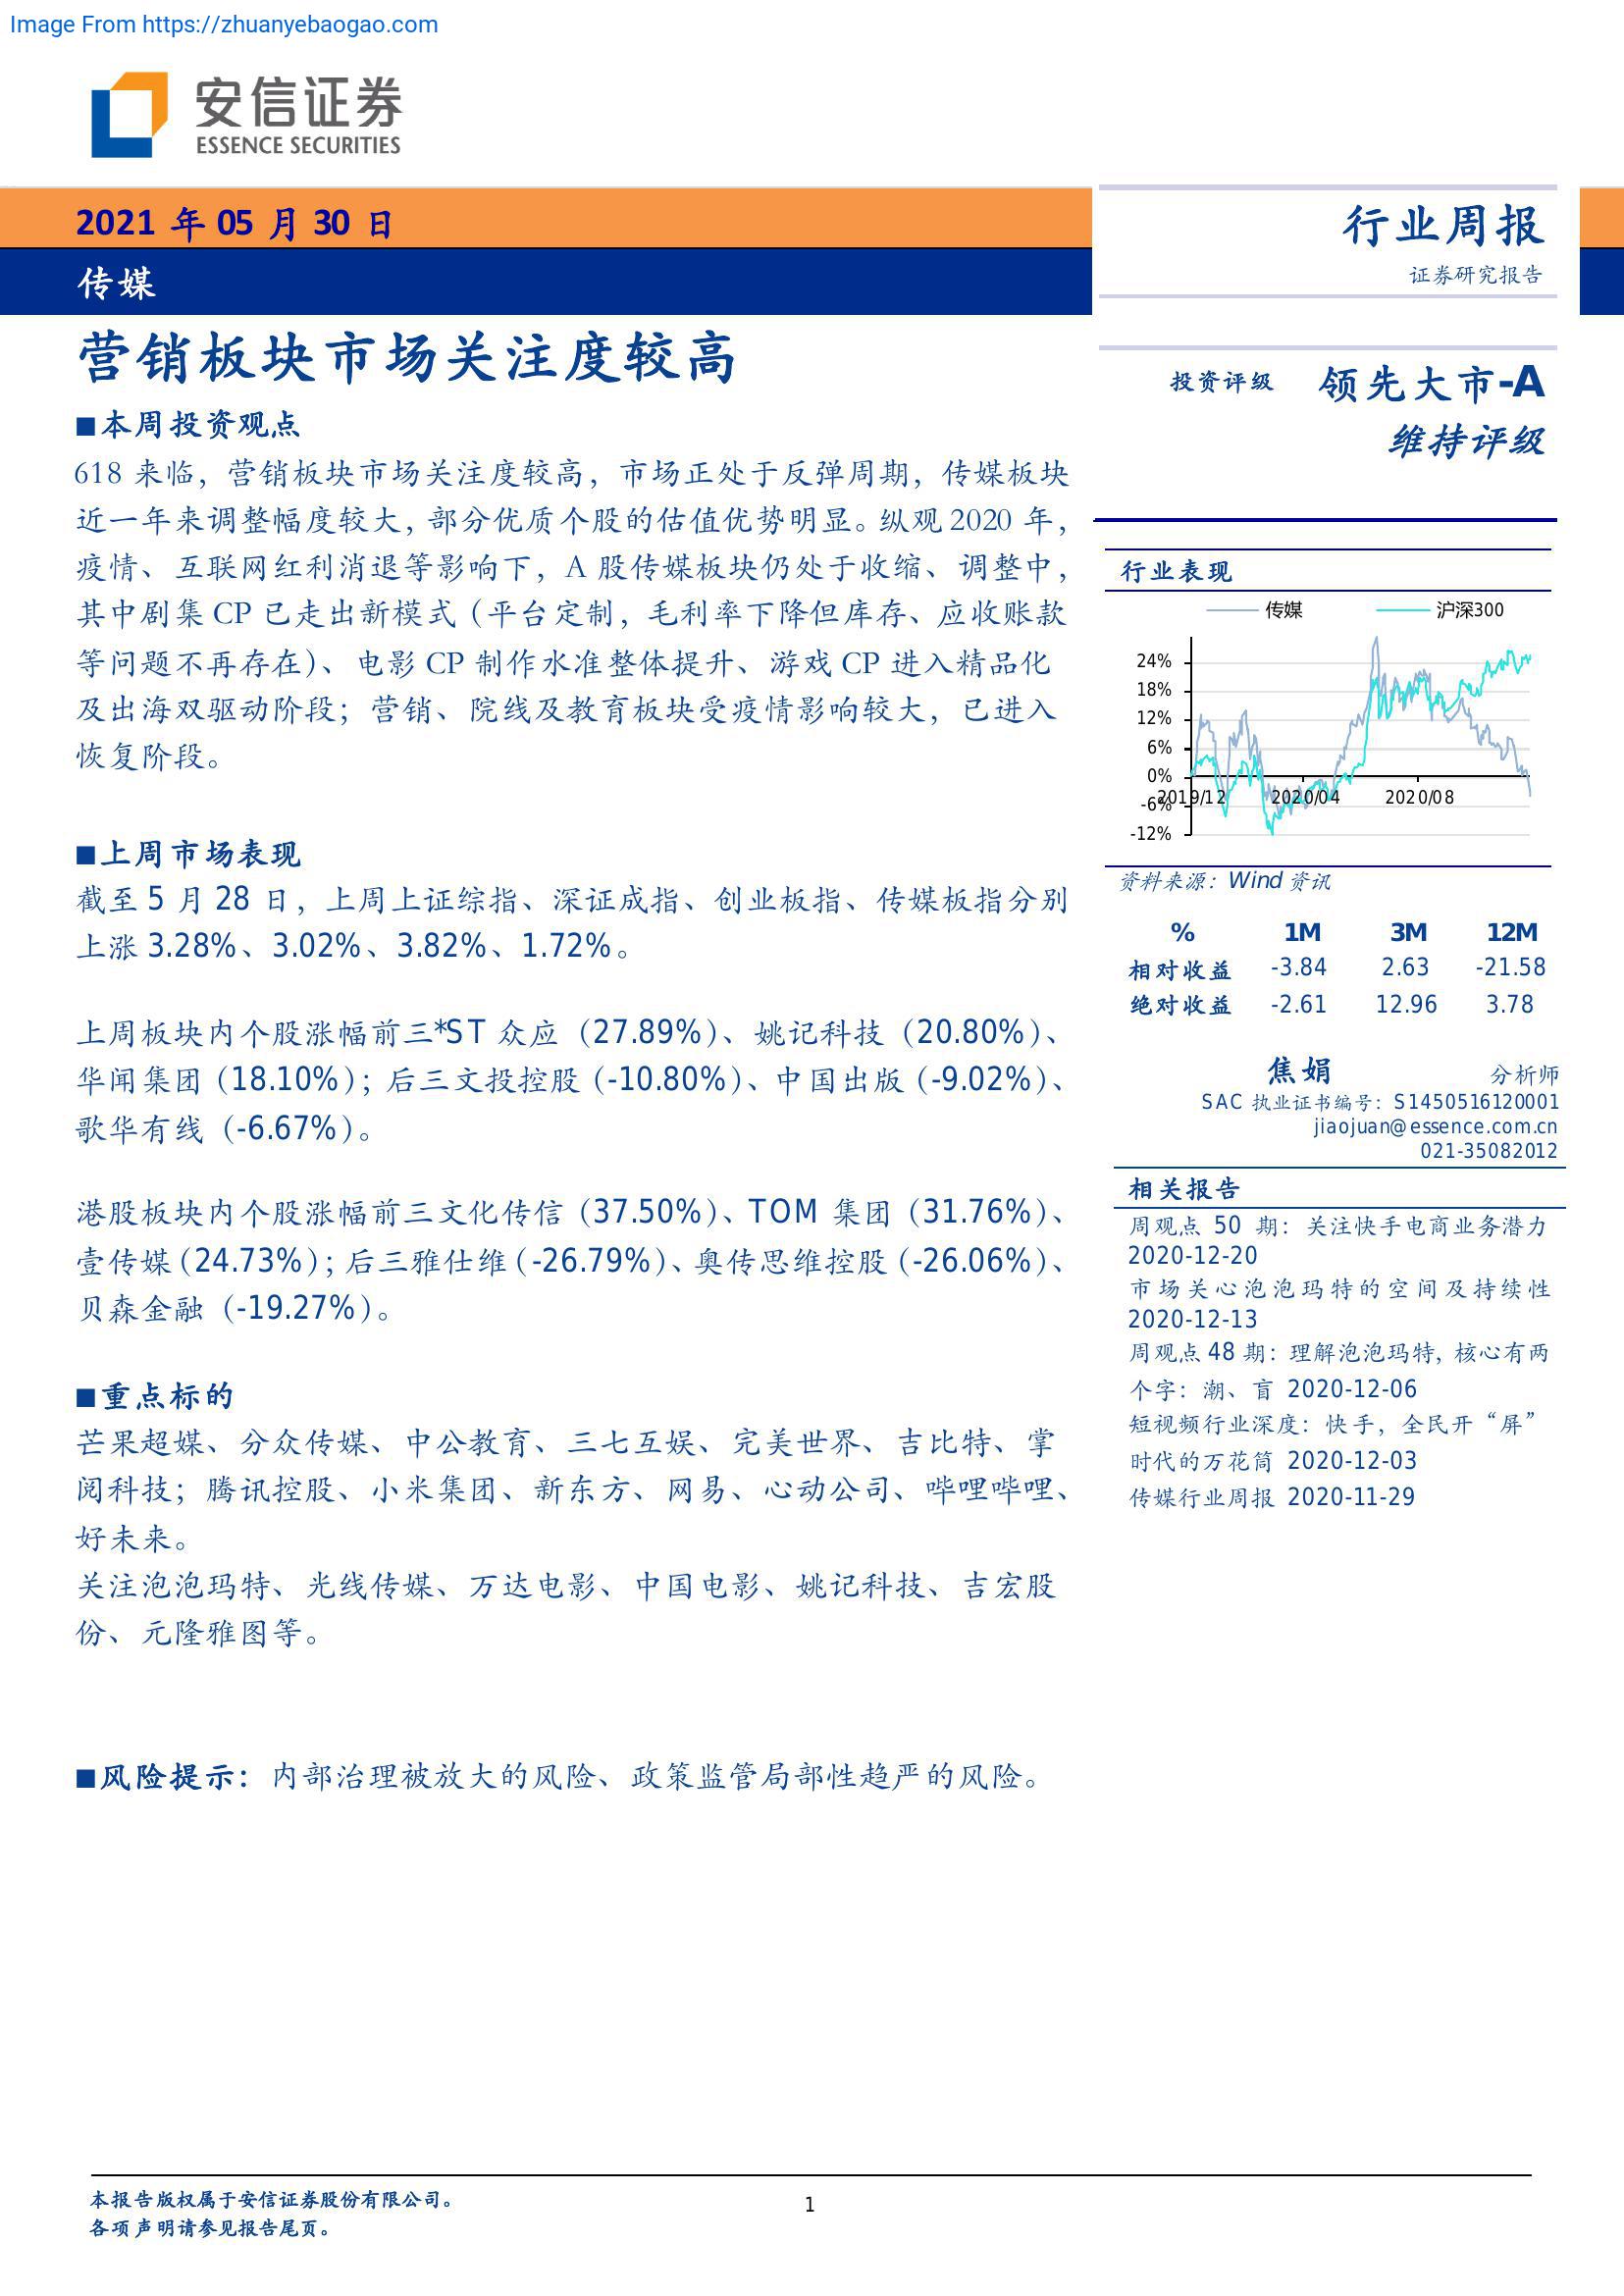 Image From https://zhuanyebaogao.com
安信证券
ESSENCE SECURITIES
2021 年 05 月 30 日
传媒
行业周报
证券研究报告
营销板块市场关注度较高
■本周投资观点
618 来临，营销板块市场关注度较高，市场正处于反弹周期，传媒板块
近一年来调整幅度较大，部分优质个股的估值优势明显。纵观 2020 年，
疫情、互联网红利消退等影响下，A 股传媒板块仍处于收缩、调整中，
其中剧集 CP 已走出新模式（平台定制，毛利率下降但库存、应收账款
等问题不再存在）、电影 CP 制作水准整体提升、游戏 CP 进入精品化
及出海双驱动阶段；营销、院线及教育板块受疫情影响较大，已进入
恢复阶段。
■上周市场表现
截至 5 月 28 日，上周上证综指、深证成指、创业板指、传媒板指分别
上涨 3.28%、3.02%、3.82%、1.72%。
上周板块内个股涨幅前三*ST 众应（27.89%）、姚记科技（20.80%）、
华闻集团（18.10%）；后三文投控股（-10.80%）、中国出版（-9.02%）、
歌华有线（-6.67%）。
港股板块内个股涨幅前三文化传信（37.50%）、TOM 集团（31.76%）、
壹传媒（24.73%）；后三雅仕维（-26.79%）、奥传思维控股（-26.06%）、
贝森金融（-19.27%）。
■重点标的
芒果超媒、分众传媒、中公教育、三七互娱、完美世界、吉比特、掌
阅科技；腾讯控股、小米集团、新东方、网易、心动公司、哔哩哔哩、
好未来。
关注泡泡玛特、光线传媒、万达电影、中国电影、姚记科技、吉宏股
份、元隆雅图等。
■风险提示：内部治理被放大的风险、政策监管局部性趋严的风险。
投资评级 领先大市-A
维持评级
行业表现
传媒 沪深300
24%
18%
12%
6%
0%
-6%
-12%
2019/12 2020/04 2020/08
资料来源：Wind 资讯
% 1M 3M 12M
相对收益 -3.84 2.63 -21.58
绝对收益 -2.61 12.96 3.78
焦娟 分析师
SAC 执业证书编号：S1450516120001
jiaojuan@essence.com.cn
021-35082012
相关报告
周观点 50 期：关注快手电商业务潜力
2020-12-20
市场关心泡泡玛特的空间及持续性
2020-12-13
周观点 48 期：理解泡泡玛特，核心有两
个字：潮、盲 2020-12-06
短视频行业深度：快手，全民开“屏”
时代的万花筒 2020-12-03
传媒行业周报 2020-11-29
本报告版权属于安信证券股份有限公司。
各项声明请参见报告尾页。
1